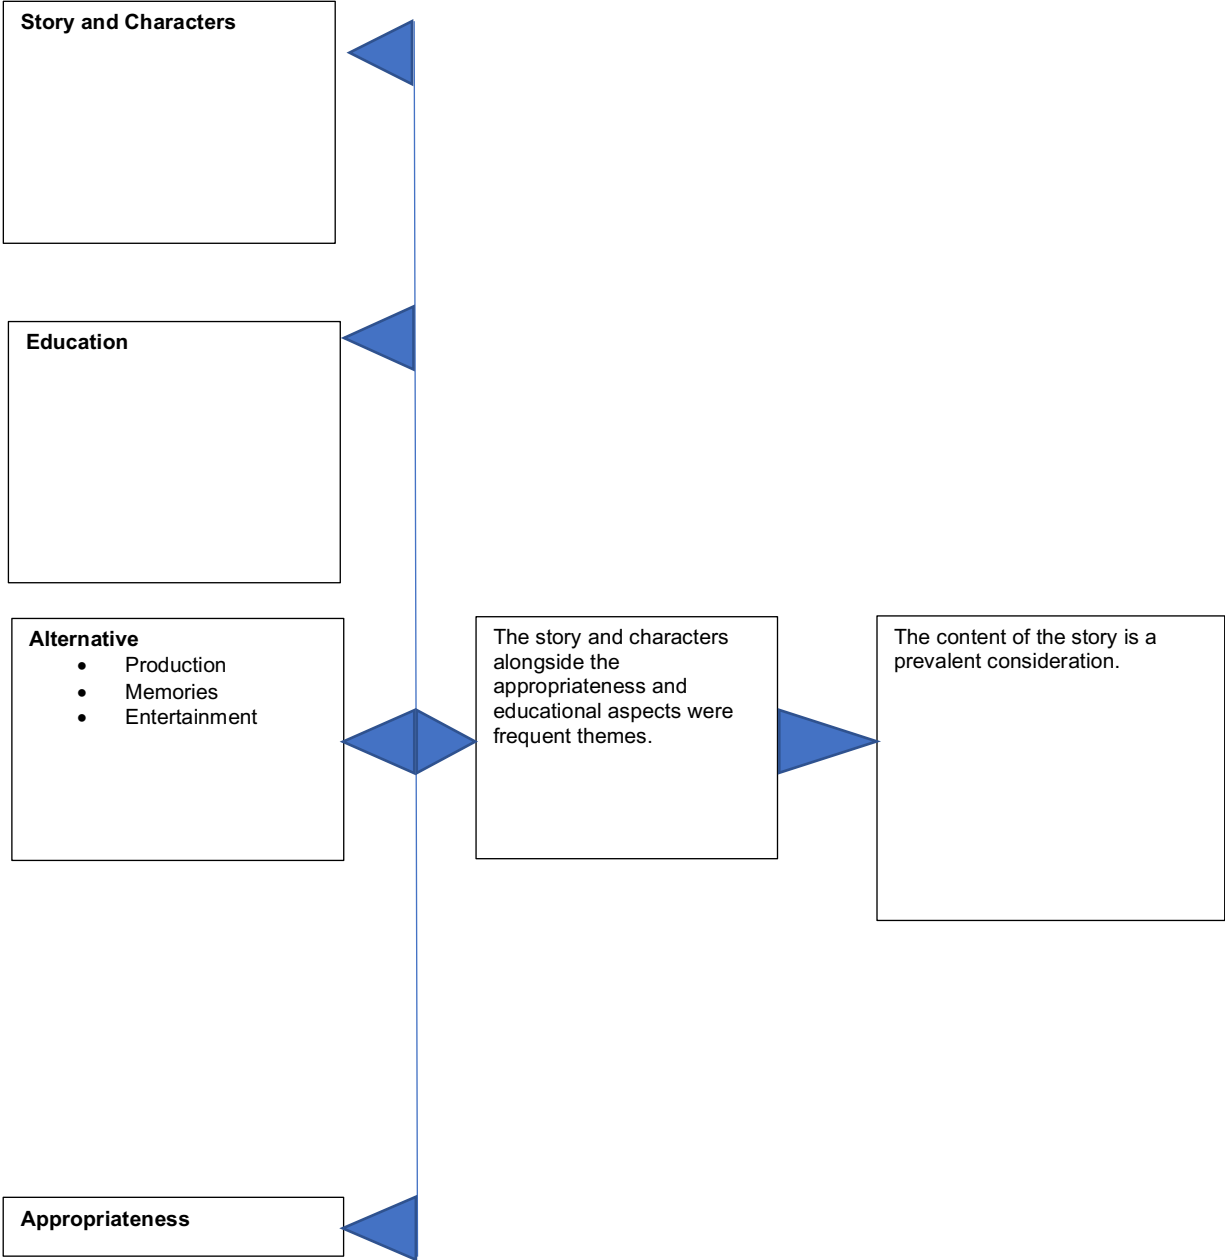 Story and Characters
Education
Alternative
• Production
• Memories
• Entertainment
The story and characters
alongside the
appropriateness and
educational aspects were
frequent themes.
The content of the story is a
prevalent consideration.
Appropriateness